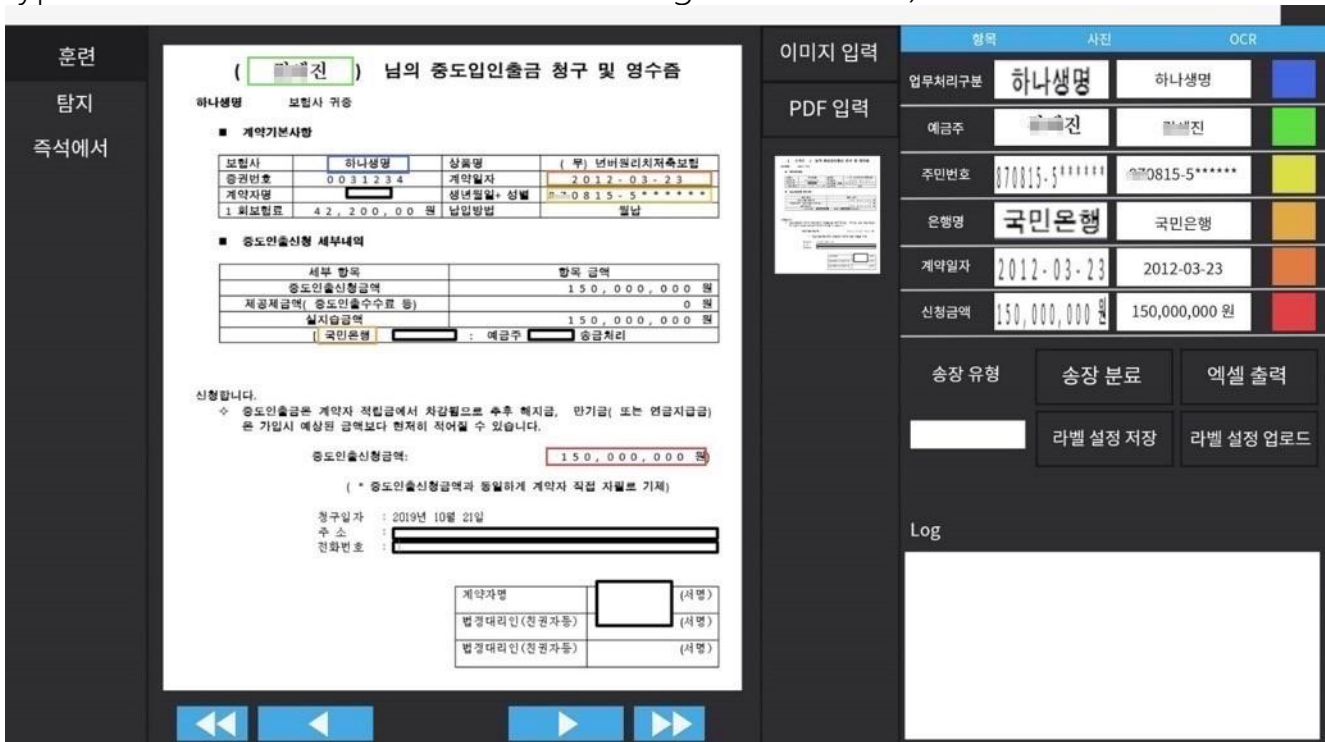 훈련
탐지
즉석에서
( 진 ) 님의 중도입인출금 청구 및 영수즘
하나생명 보험사 귀중
■ 계약기본사항
보험사 하나생명 상품명 ( 무) 넌버원리치저축보험
증권번호 0031234 계약일자 2012-03-23
계약자명 생년월일+ 성별 0815-5******
1 회보험료 42,200,00 원 납입방법 월납
■ 중도인출신청 세부내역
세부 항목 항목 금액
중도인출신청금액 150,000,000 원
제공제금액( 중도인출수수료 등) 0 원
실지급금액 150,000,000 원
[ 국민은행 : 예금주 송금처리
신청합니다.
◇ 중도인출금은 계약자 적립금에서 차감됨으로 추후 해지금, 만기금( 또는 연금지급금)
은 가입시 예상된 금액보다 현저히 적어질 수 있습니다.
중도인출신청금액: 150,000,000 원)
( * 중도인출신청금액과 동일하게 계약자 직접 자필로 기제)
청구일자 : 2019년 10월 21일
주 소 :
전화번호 :
계약자명 (서명)
법정대리인(친권자등) (서명)
법정대리인(친권자등) (서명)
이미지 입력
PDF 입력
항목 사진 OCR
업무처리구분 하나생명 하나생명
예금주 진 진
주민번호 870815-5****** 0815-5******
은행명 국민은행 국민은행
계약일자 2012-03-23 2012-03-23
신청금액 150,000,000 원 150,000,000 원
송장 유형 송장 분료 엑셀 출력
라벨 설정 저장 라벨 설정 업로드
Log